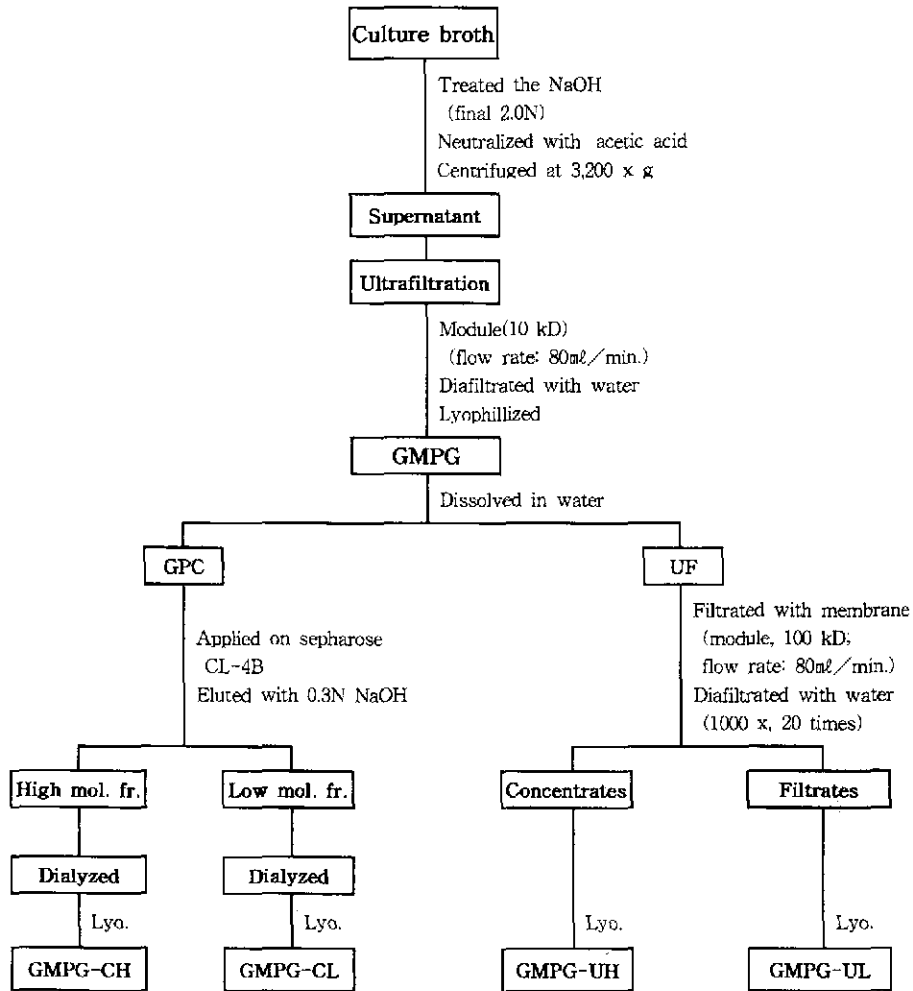 Culture broth
Treated the NaOH
(final 2.0N)
Neutralized with acetic acid
Centrifuged at 3,200 x g
Supernatant
Ultrafiltration
Module(10 kD)
(flow rate: 80㎖／min.)
Diafiltrated with water
Lyophillized
GMPG
Dissolved in water
GPC
Applied on sepharose
CL-4B
Eluted with 0.3N NaOH
High mol. fr.
Low mol. fr.
Dialyzed
Dialyzed
Lyo.
Lyo.
GMPG-CH
GMPG-CL
UF
Filtrated with membrane
(module, 100 kD;
flow rate: 80㎖／min.)
Diafiltrated with water
(1000 x, 20 times)
Concentrates
Filtrates
Lyo.
Lyo.
GMPG-UH
GMPG-UL